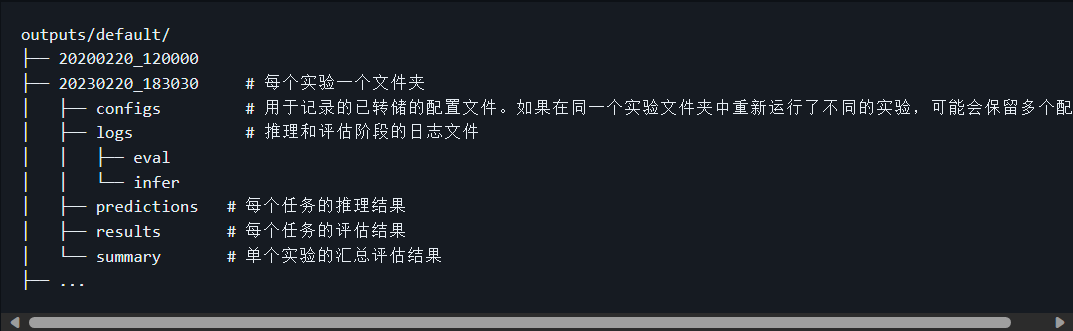 outputs/default/
├── 20200220_120000
├── 20230220_183030     # 每个实验一个文件夹
│   ├── configs         # 用于记录的已转储的配置文件。如果在同一个实验文件夹中重新运行了不同的实验，可能会保留多个配
│   ├── logs            # 推理和评估阶段的日志文件
│   │   ├── eval
│   │   └── infer
│   ├── predictions   # 每个任务的推理结果
│   ├── results       # 每个任务的评估结果
│   └── summary       # 单个实验的汇总评估结果
├── ...